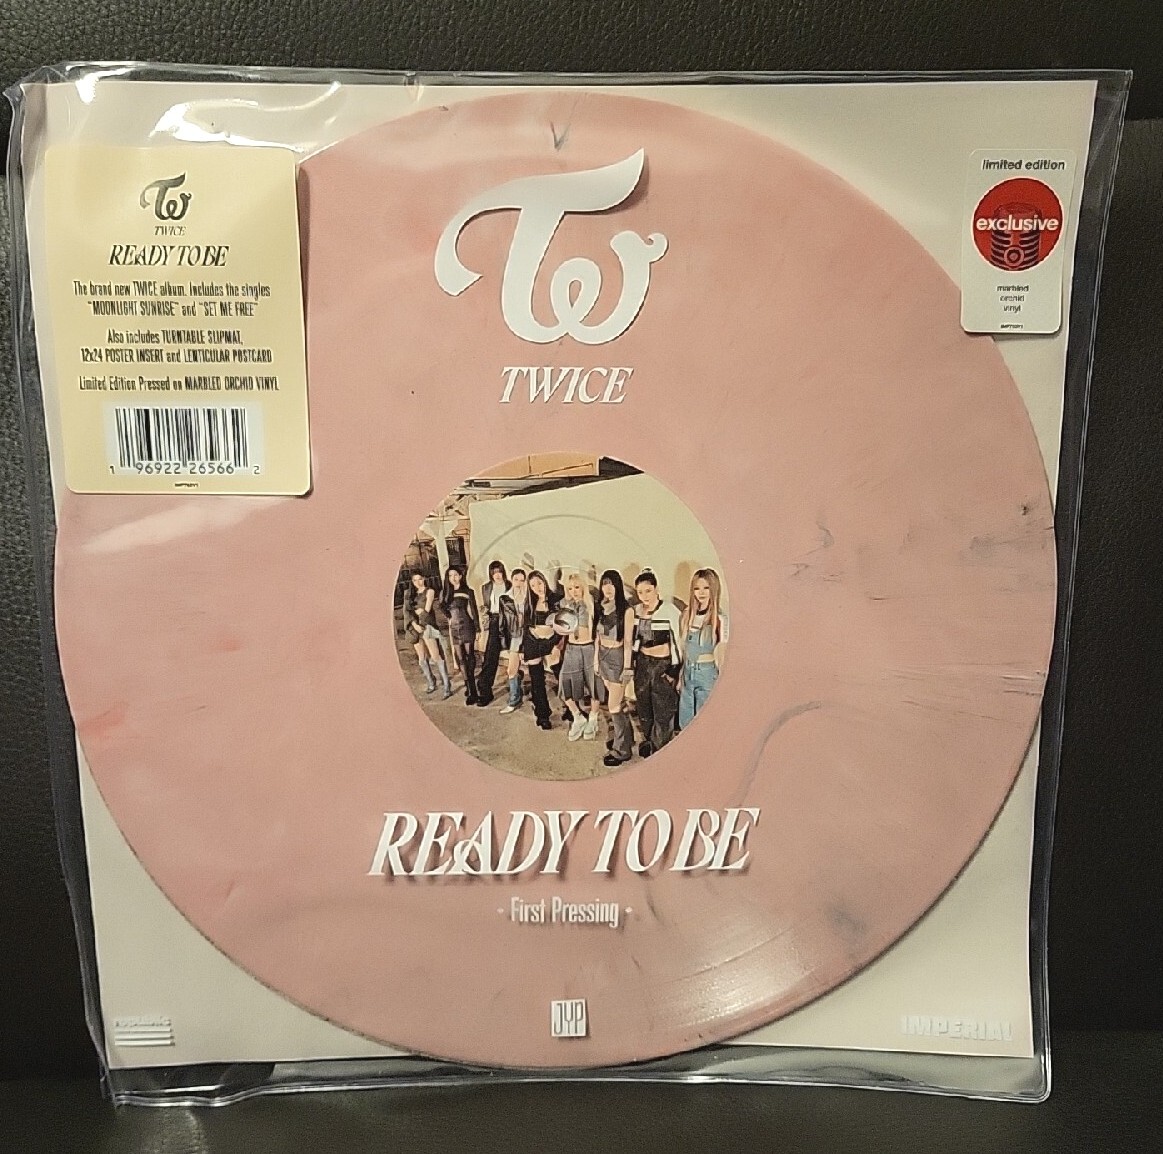 TWICE
READY TO BE
The brand new TWICE album. Includes the singles
"MOONLIGHT SUNRISE" and "SET ME FREE"
Also includes TURNTABLE SLIPMAT,
12x24 POSTER INSERT and LENTICULAR POSTCARD
Limited Edition Pressed on MARBLED ORCHID VINYL
1 96922 26566 2
limited edition
exclusive
marbled
orchid
vinyl
TWICE
READY TO BE
- First Pressing -
JYP
REPUBLIC
IMPERIAL